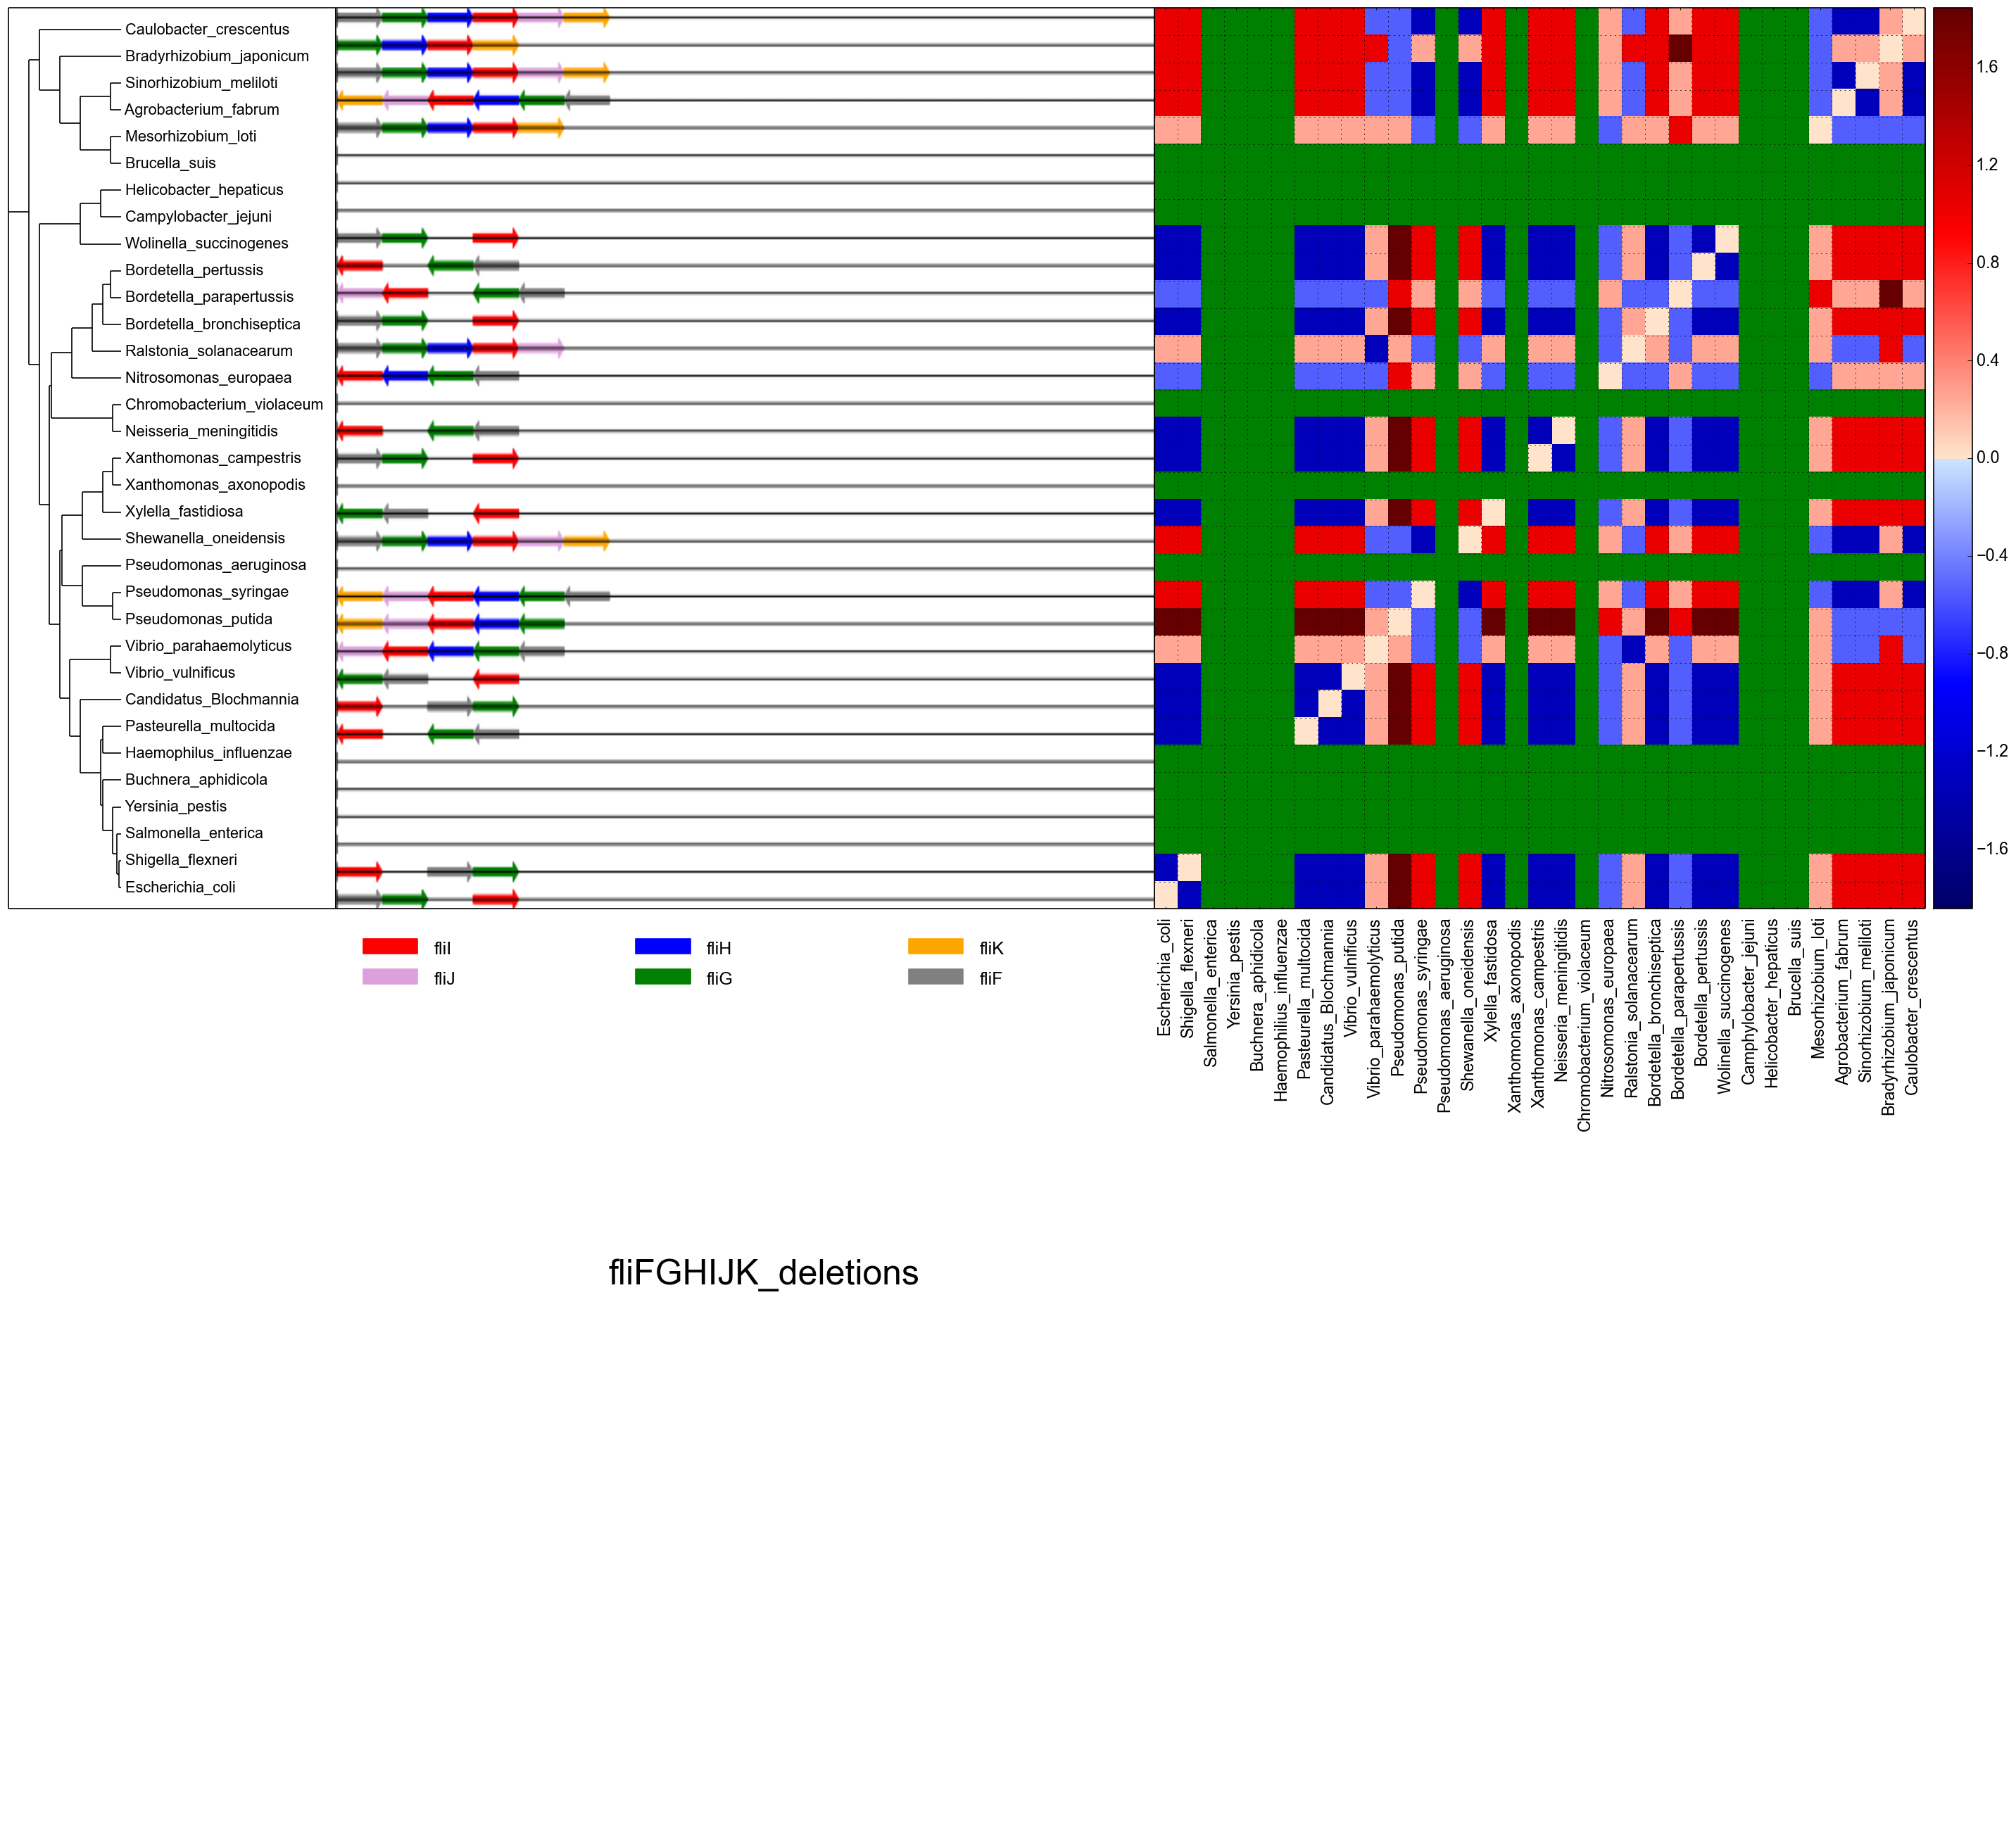 Caulobacter_crescentus
Bradyrhizobium_japonicum
Sinorhizobium_meliloti
Agrobacterium_fabrum
Mesorhizobium_loti
Brucella_suis
Helicobacter_hepaticus
Campylobacter_jejuni
Wolinella_succinogenes
Bordetella_pertussis
Bordetella_parapertussis
Bordetella_bronchiseptica
Ralstonia_solanacearum
Nitrosomonas_europaea
Chromobacterium_violaceum
Neisseria_meningitidis
Xanthomonas_campestris
Xanthomonas_axonopodis
Xylella_fastidiosa
Shewanella_oneidensis
Pseudomonas_aeruginosa
Pseudomonas_syringae
Pseudomonas_putida
Vibrio_parahaemolyticus
Vibrio_vulnificus
Candidatus_Blochmannia
Pasteurella_multocida
Haemophilus_influenzae
Buchnera_aphidicola
Yersinia_pestis
Salmonella_enterica
Shigella_flexneri
Escherichia_coli
1.6
1.2
0.8
0.4
0.0
−0.4
−0.8
−1.2
−1.6
fliI fliH fliK
fliJ fliG fliF
Escherichia_coli
Shigella_flexneri
Salmonella_enterica
Yersinia_pestis
Buchnera_aphidicola
Haemophilus_influenzae
Pasteurella_multocida
Candidatus_Blochmannia
Vibrio_vulnificus
Vibrio_parahaemolyticus
Pseudomonas_putida
Pseudomonas_syringae
Pseudomonas_aeruginosa
Shewanella_oneidensis
Xylella_fastidiosa
Xanthomonas_axonopodis
Xanthomonas_campestris
Neisseria_meningitidis
Chromobacterium_violaceum
Nitrosomonas_europaea
Ralstonia_solanacearum
Bordetella_bronchiseptica
Bordetella_parapertussis
Bordetella_pertussis
Wolinella_succinogenes
Camphylobacter_jejuni
Helicobacter_hepaticus
Brucella_suis
Mesorhizobium_loti
Agrobacterium_fabrum
Sinorhizobium_meliloti
Bradyrhizobium_japonicum
Caulobacter_crescentus
fliFGHIJK_deletions